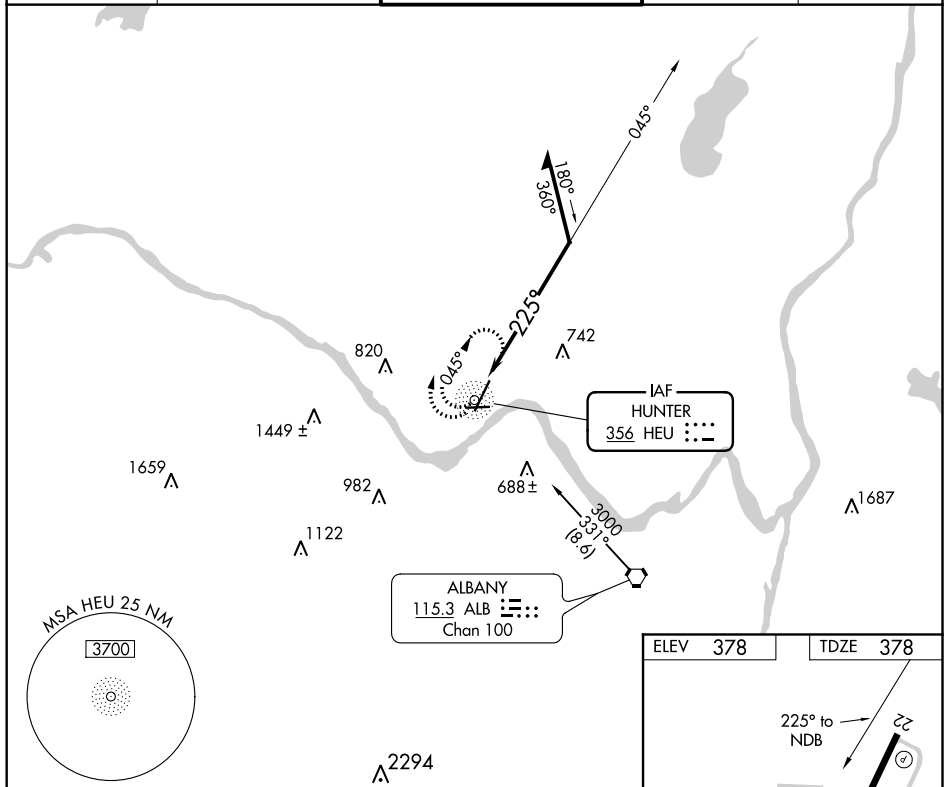 045°
180°
360°
225°
742
820
045°
IAF
HUNTER
356 HEU
1449 ±
1659
982
688 ±
1687
1122
3000
331°
(8.6)
ALBANY
115.3 ALB
Chan 100
MSA HEU 25 NM
3700
ELEV 378
TDZE 378
225° to
NDB
22
P
2294